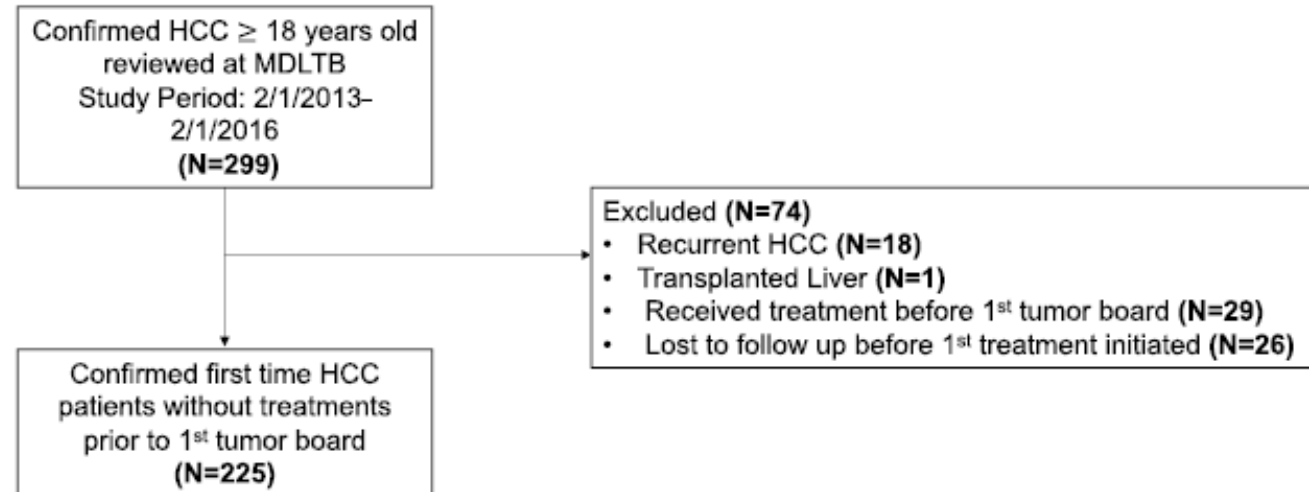 Confirmed HCC ≥ 18 years old
reviewed at MDLTB
Study Period: 2/1/2013–
2/1/2016
(N=299)
Excluded (N=74)
• Recurrent HCC (N=18)
• Transplanted Liver (N=1)
• Received treatment before 1st tumor board (N=29)
• Lost to follow up before 1st treatment initiated (N=26)
Confirmed first time HCC
patients without treatments
prior to 1st tumor board
(N=225)